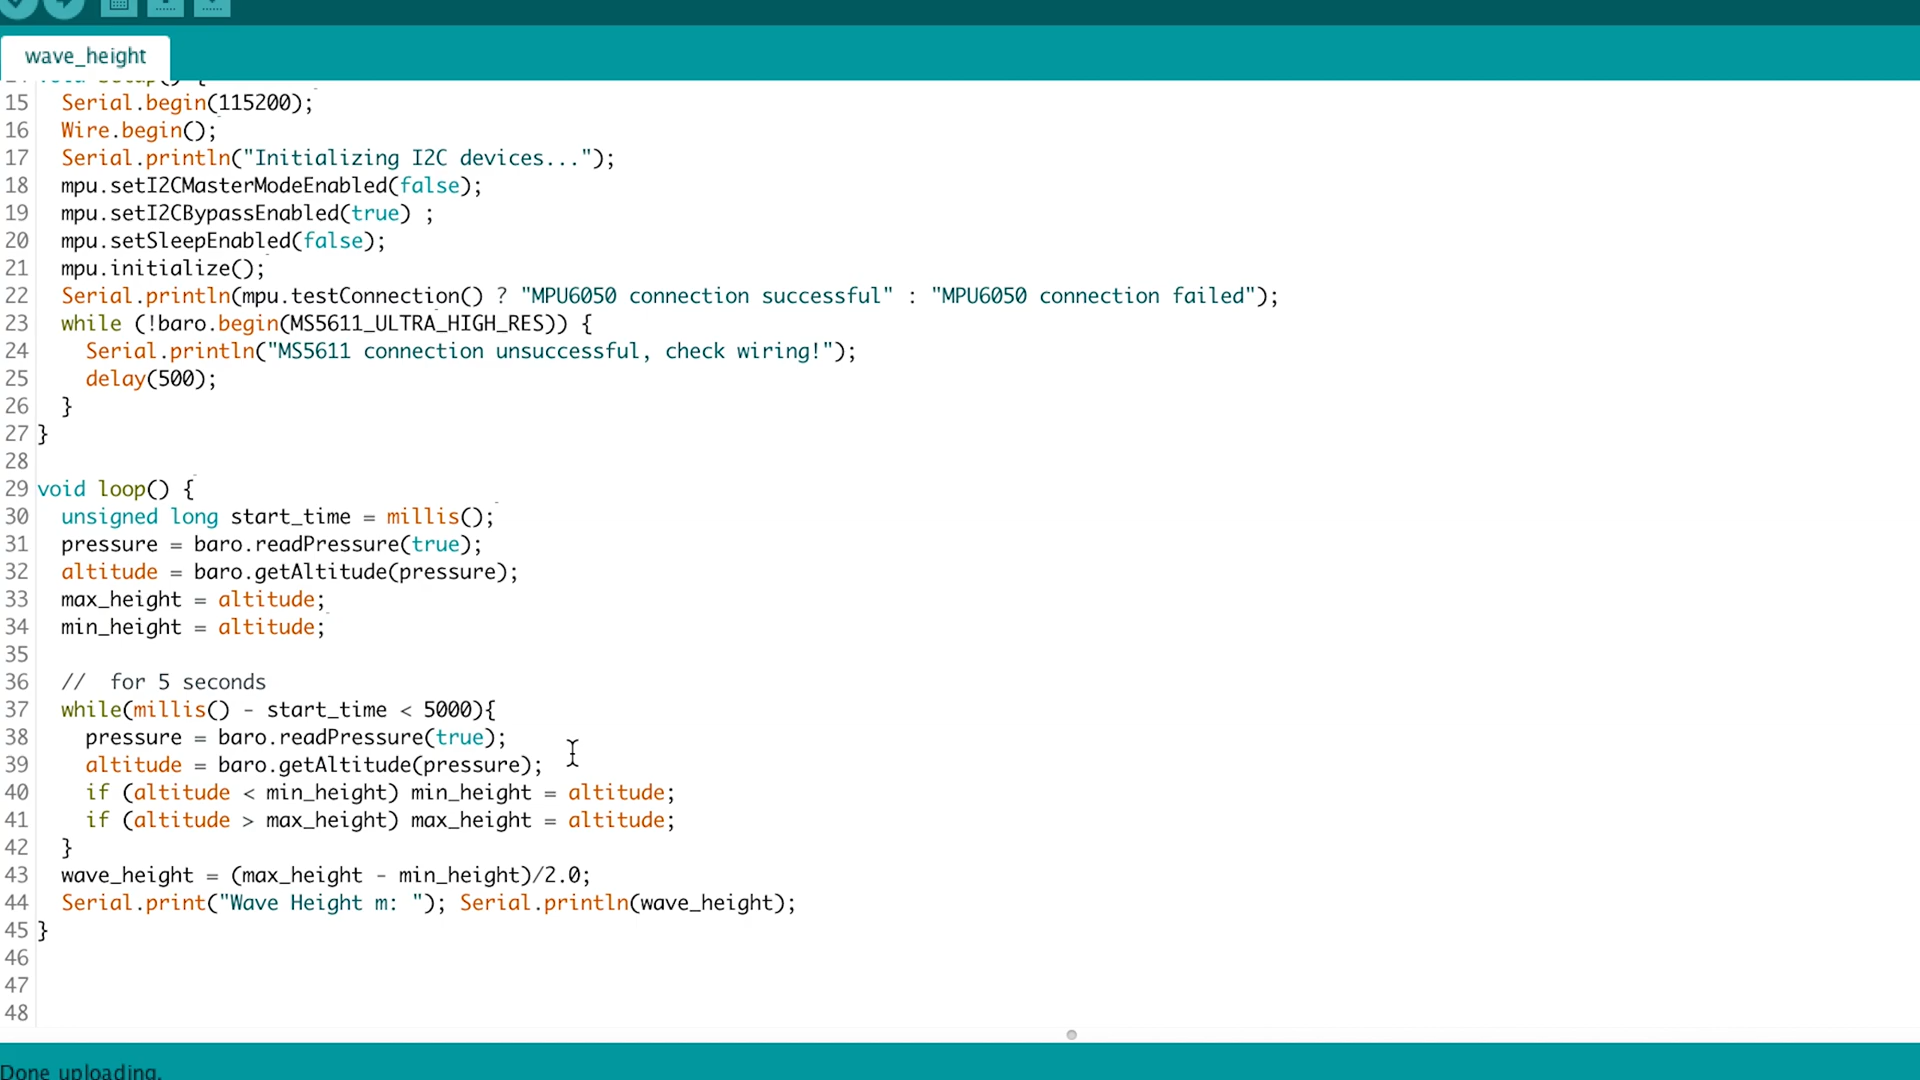 wave_height
15 Serial.begin(115200);
16 Wire.begin();
17 Serial.println("Initializing I2C devices...");
18 mpu.setI2CMasterModeEnabled(false);
19 mpu.setI2CBypassEnabled(true) ;
20 mpu.setSleepEnabled(false);
21 mpu.initialize();
22 Serial.println(mpu.testConnection() ? "MPU6050 connection successful" : "MPU6050 connection failed");
23 while (!baro.begin(MS5611_ULTRA_HIGH_RES)) {
24 Serial.println("MS5611 connection unsuccessful, check wiring!");
25 delay(500);
26 }
27 }
28
29 void loop() {
30 unsigned long start_time = millis();
31 pressure = baro.readPressure(true);
32 altitude = baro.getAltitude(pressure);
33 max_height = altitude;
34 min_height = altitude;
35
36 //  for 5 seconds
37 while(millis() - start_time < 5000){
38 pressure = baro.readPressure(true);
39 altitude = baro.getAltitude(pressure);
40 if (altitude < min_height) min_height = altitude;
41 if (altitude > max_height) max_height = altitude;
42 }
43 wave_height = (max_height - min_height)/2.0;
44 Serial.print("Wave Height m: "); Serial.println(wave_height);
45 }
46
47
48
Done uploading.